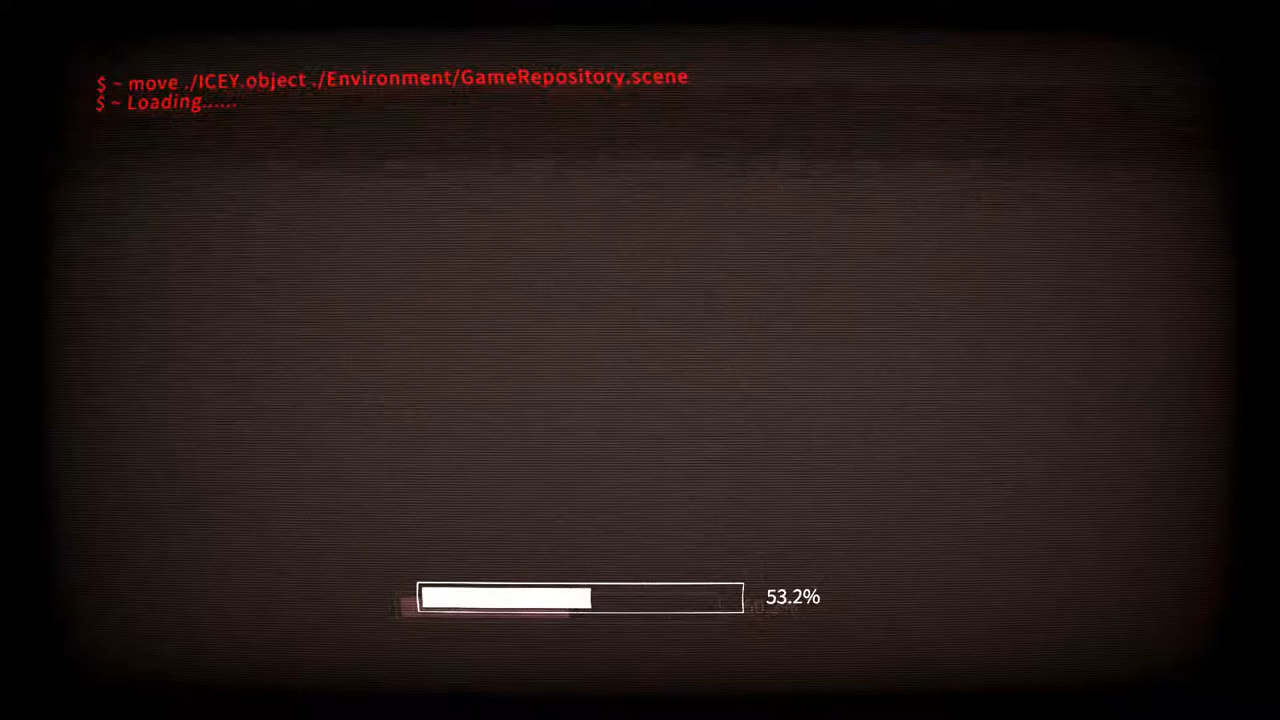 $ ~ move ./ICEY.object ./Environment/GameRepository.scene
$ ~ Loading......
53.2%